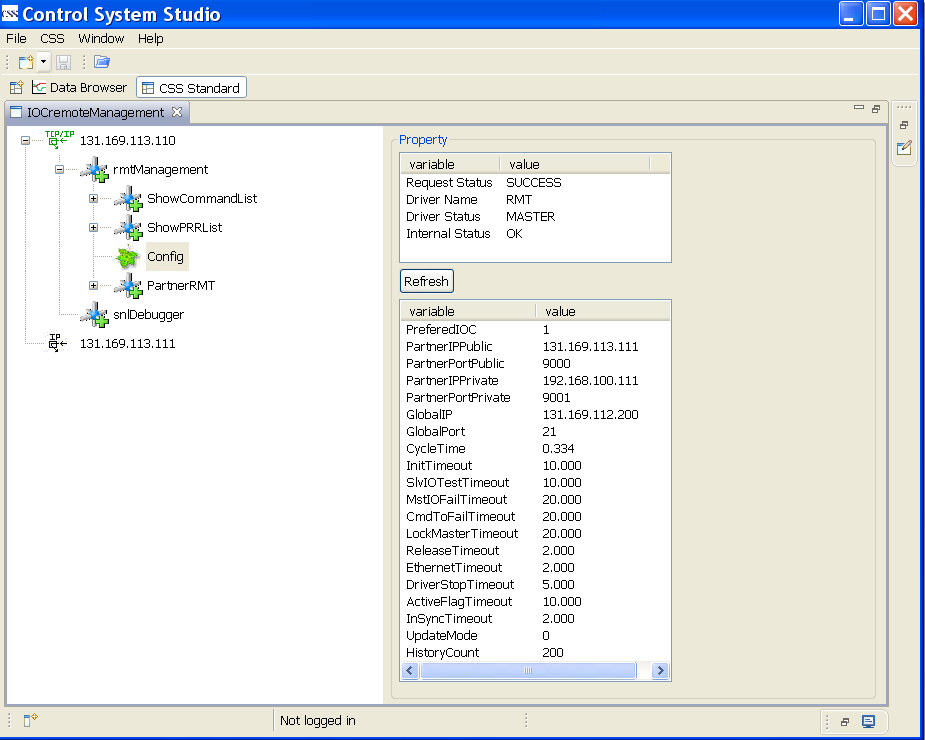 CSS Control System Studio
File CSS Window Help
Data Browser CSS Standard
IOCremoteManagement
TCP/IP 131.169.113.110
rmtManagement
ShowCommandList
ShowPRRList
Config
PartnerRMT
snlDebugger
IP 131.169.113.111
Property
variable value
Request Status SUCCESS
Driver Name RMT
Driver Status MASTER
Internal Status OK
Refresh
variable value
PreferedIOC 1
PartnerIPPublic 131.169.113.111
PartnerPortPublic 9000
PartnerIPPrivate 192.168.100.111
PartnerPortPrivate 9001
GlobalIP 131.169.112.200
GlobalPort 21
CycleTime 0.334
InitTimeout 10.000
SlvIOTestTimeout 10.000
MstIOFailTimeout 20.000
CmdToFailTimeout 20.000
LockMasterTimeout 20.000
ReleaseTimeout 2.000
EthernetTimeout 2.000
DriverStopTimeout 5.000
ActiveFlagTimeout 10.000
InSyncTimeout 2.000
UpdateMode 0
HistoryCount 200
Not logged in